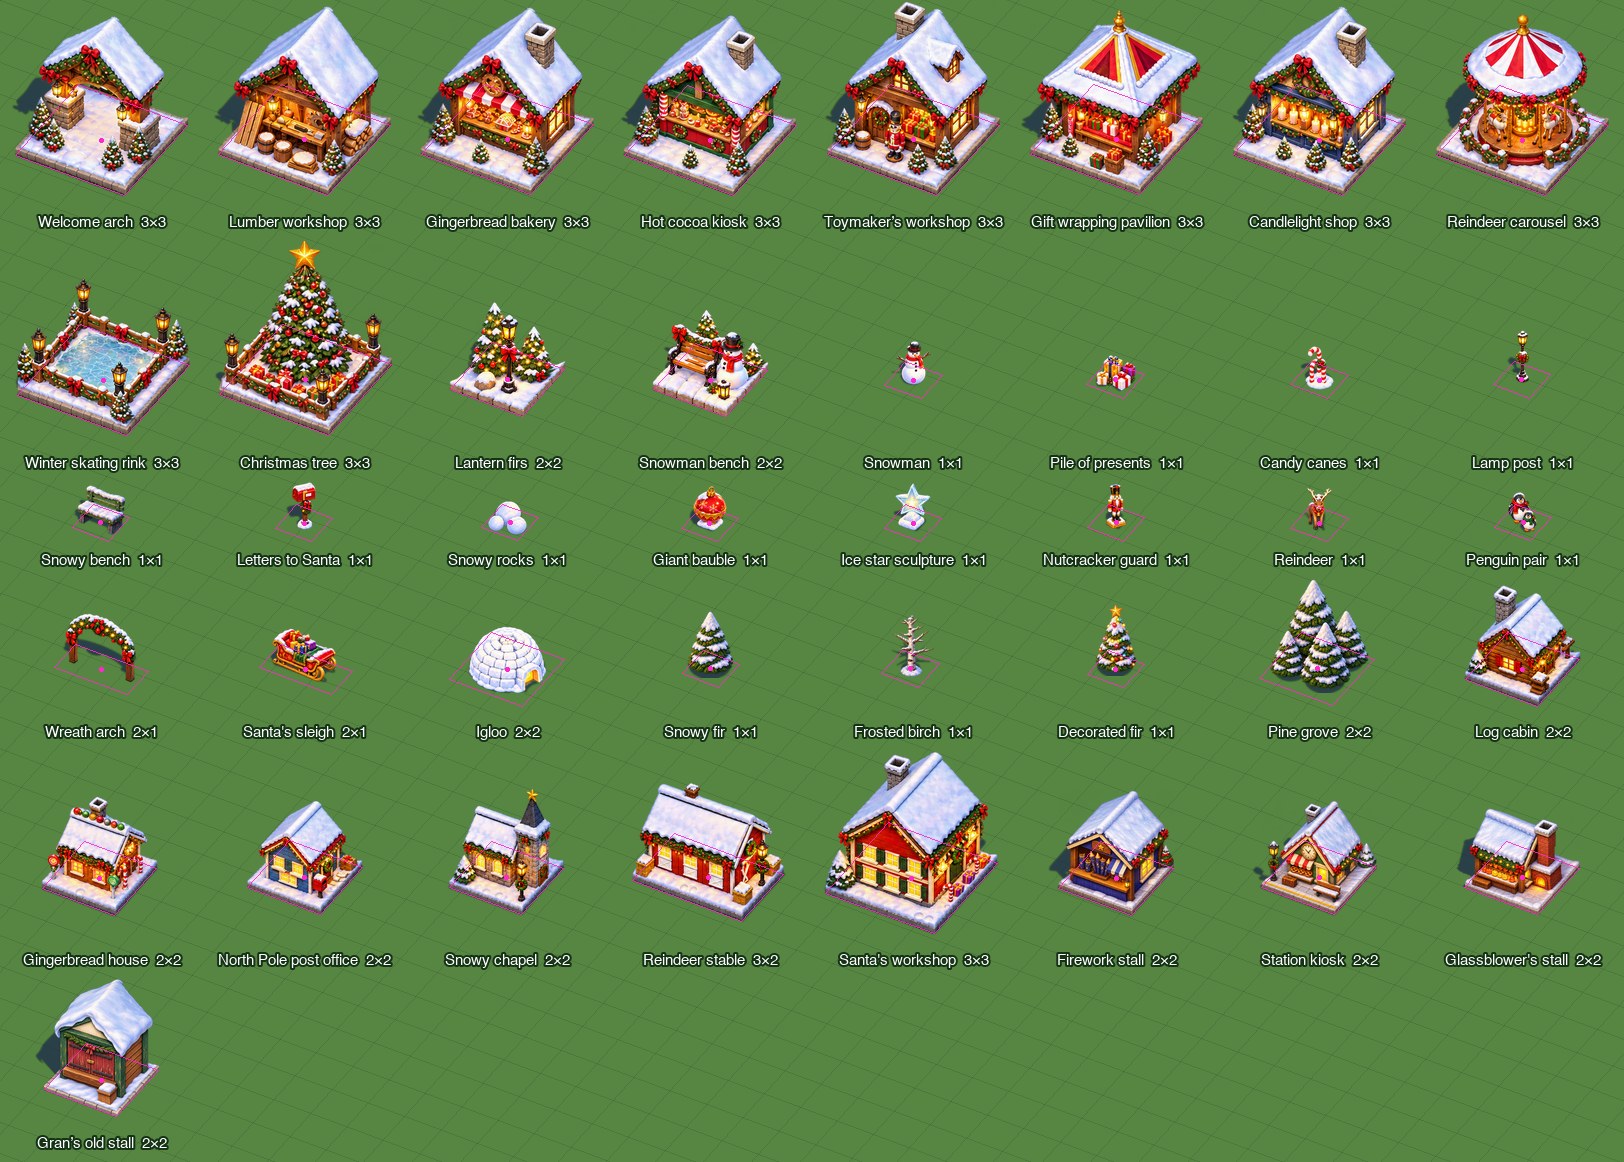 Welcome arch 3×3
Lumber workshop 3×3
Gingerbread bakery 3×3
Hot cocoa kiosk 3×3
Toymaker's workshop 3×3
Gift wrapping pavilion 3×3
Candlelight shop 3×3
Reindeer carousel 3×3
Winter skating rink 3×3
Christmas tree 3×3
Lantern firs 2×2
Snowman bench 2×2
Snowman 1×1
Pile of presents 1×1
Candy canes 1×1
Lamp post 1×1
Snowy bench 1×1
Letters to Santa 1×1
Snowy rocks 1×1
Giant bauble 1×1
Ice star sculpture 1×1
Nutcracker guard 1×1
Reindeer 1×1
Penguin pair 1×1
Wreath arch 2×1
Santa's sleigh 2×1
Igloo 2×2
Snowy fir 1×1
Frosted birch 1×1
Decorated fir 1×1
Pine grove 2×2
Log cabin 2×2
Gingerbread house 2×2
North Pole post office 2×2
Snowy chapel 2×2
Reindeer stable 3×2
Santa's workshop 3×3
Firework stall 2×2
Station kiosk 2×2
Glassblower's stall 2×2
Gran's old stall 2×2